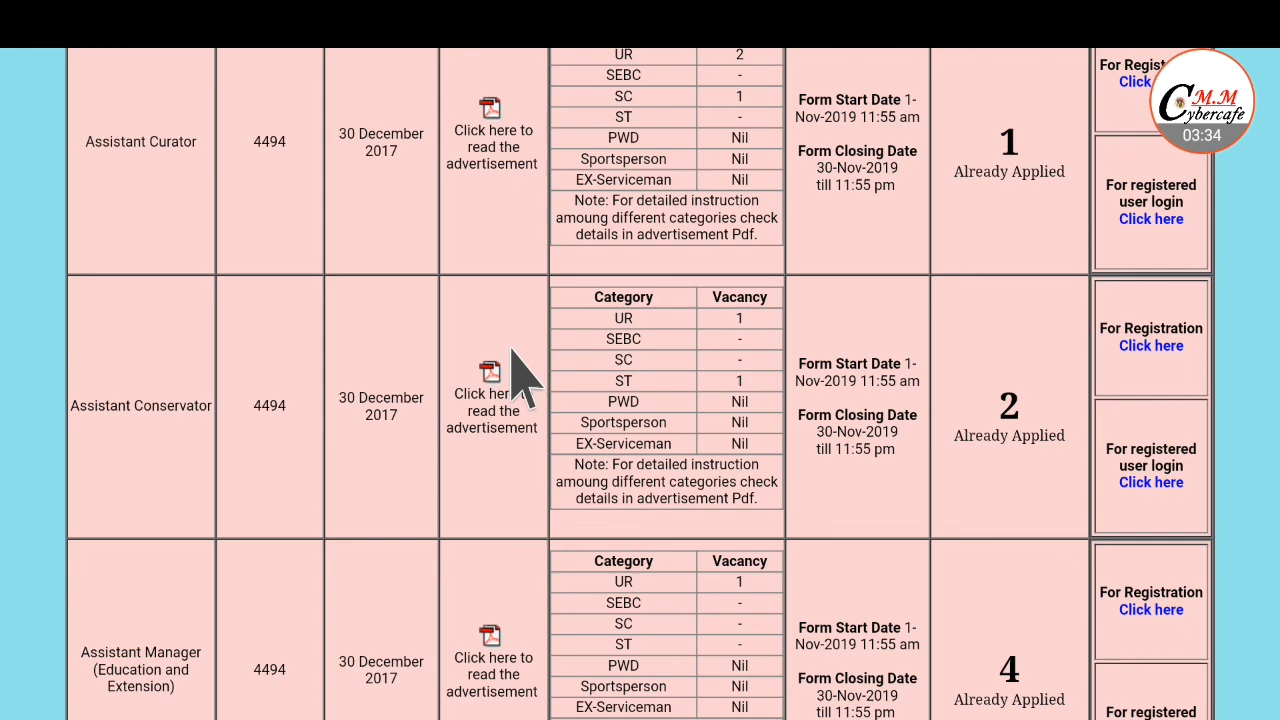 Assistant Curator
4494
30 December
2017
Click here to
read the
advertisement
UR 2
SEBC -
SC 1
ST -
PWD Nil
Sportsperson Nil
EX-Serviceman Nil
Note: For detailed instruction
amoung different categories check
details in advertisement Pdf.
Form Start Date 1-
Nov-2019 11:55 am
Form Closing Date
30-Nov-2019
till 11:55 pm
1
Already Applied
For
Click
For registered
user login
Click here
M.M
Cybercafe
03:34
Assistant Conservator
4494
30 December
2017
Click
read the
advertisement
Category Vacancy
UR 1
SEBC -
SC -
ST 1
PWD Nil
Sportsperson Nil
EX-Serviceman Nil
Note: For detailed instruction
amoung different categories check
details in advertisement Pdf.
Form Start Date 1-
Nov-2019 11:55 am
Form Closing Date
30-Nov-2019
till 11:55 pm
2
Already Applied
For Registration
Click here
For registered
user login
Click here
Assistant Manager
(Education and
Extension)
4494
30 December
2017
Click here to
read the
advertisement
Category Vacancy
UR 1
SEBC -
SC -
ST -
PWD Nil
Sportsperson Nil
EX-Serviceman Nil
Form Start Date 1-
Nov-2019 11:55 am
Form Closing Date
30-Nov-2019
till 11:55 pm
4
Already Applied
For Registration
Click here
For registered